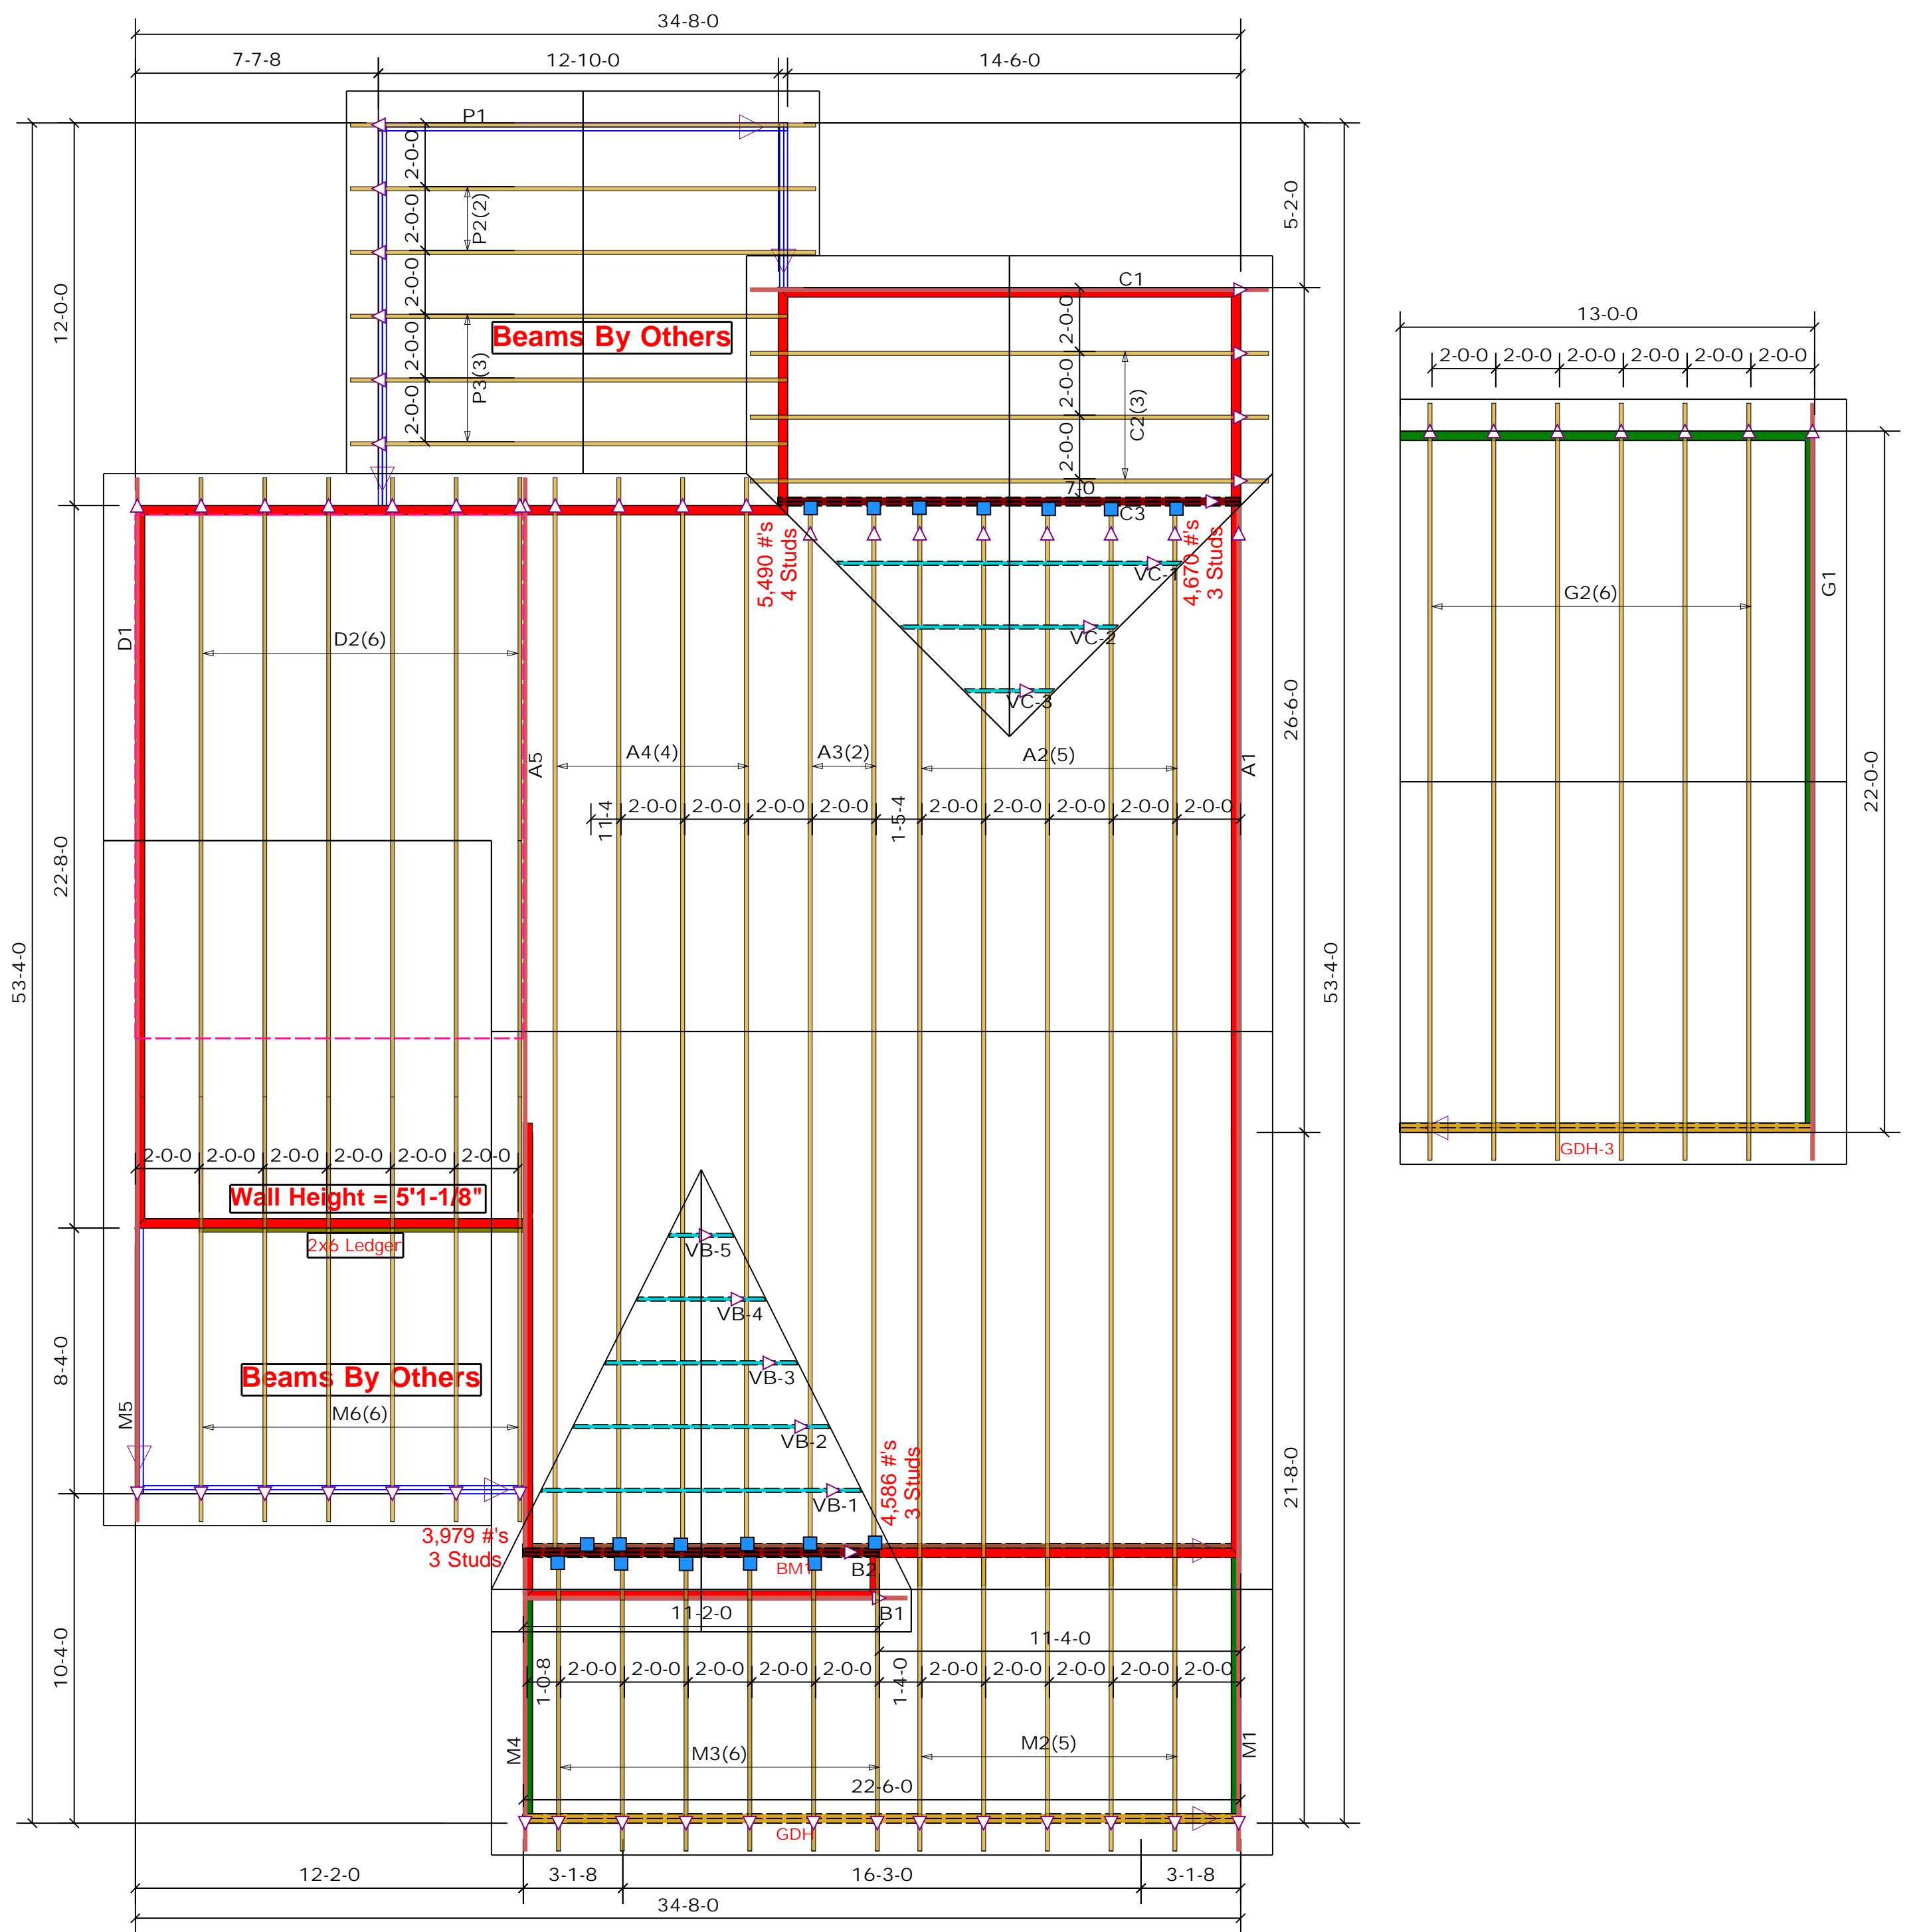 34-8-0
7-7-8
12-10-0
14-6-0
P1
2-0-0
2-0-0
2-0-0
2-0-0
2-0-0
P2(2)
P3(3)
Beams By Others
12-0-0
5-2-0
C1
2-0-0
2-0-0
2-0-0
C2(3)
7-0
C3
13-0-0
2-0-0 2-0-0 2-0-0 2-0-0 2-0-0 2-0-0
G2(6)
G1
22-0-0
GDH-3
5,490 #'s
4 Studs
4,670 #'s
3 Studs
VC-1
VC-2
VC-3
D1
D2(6)
A5
A4(4)
A3(2)
A2(5)
A1
11-4
2-0-0 2-0-0 2-0-0 2-0-0
1-5-4
2-0-0 2-0-0 2-0-0 2-0-0 2-0-0
26-6-0
22-8-0
53-4-0
53-4-0
2-0-0 2-0-0 2-0-0 2-0-0 2-0-0 2-0-0
Wall Height = 5'1-1/8"
2x6 Ledger
Beams By Others
M5
M6(6)
8-4-0
VB-5
VB-4
VB-3
VB-2
VB-1
4,586 #'s
3 Studs
3,979 #'s
3 Studs
BM1
B2
B1
11-2-0
11-4-0
21-8-0
10-4-0
1-0-8
2-0-0 2-0-0 2-0-0 2-0-0 2-0-0
1-4-0
2-0-0 2-0-0 2-0-0 2-0-0 2-0-0
M4
M3(6)
M2(5)
M1
22-6-0
GDH
12-2-0
3-1-8
16-3-0
3-1-8
34-8-0